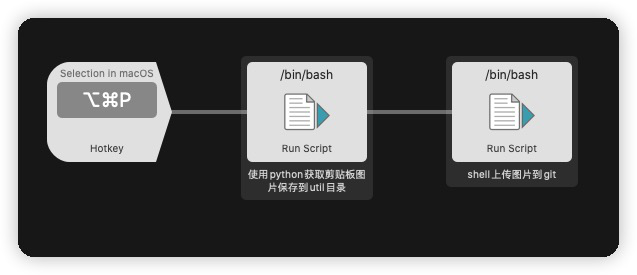 Selection in macOS
⌥⌘P
Hotkey
/bin/bash
Run Script
使用python获取剪贴板图
片保存到util目录
/bin/bash
Run Script
shell上传图片到git